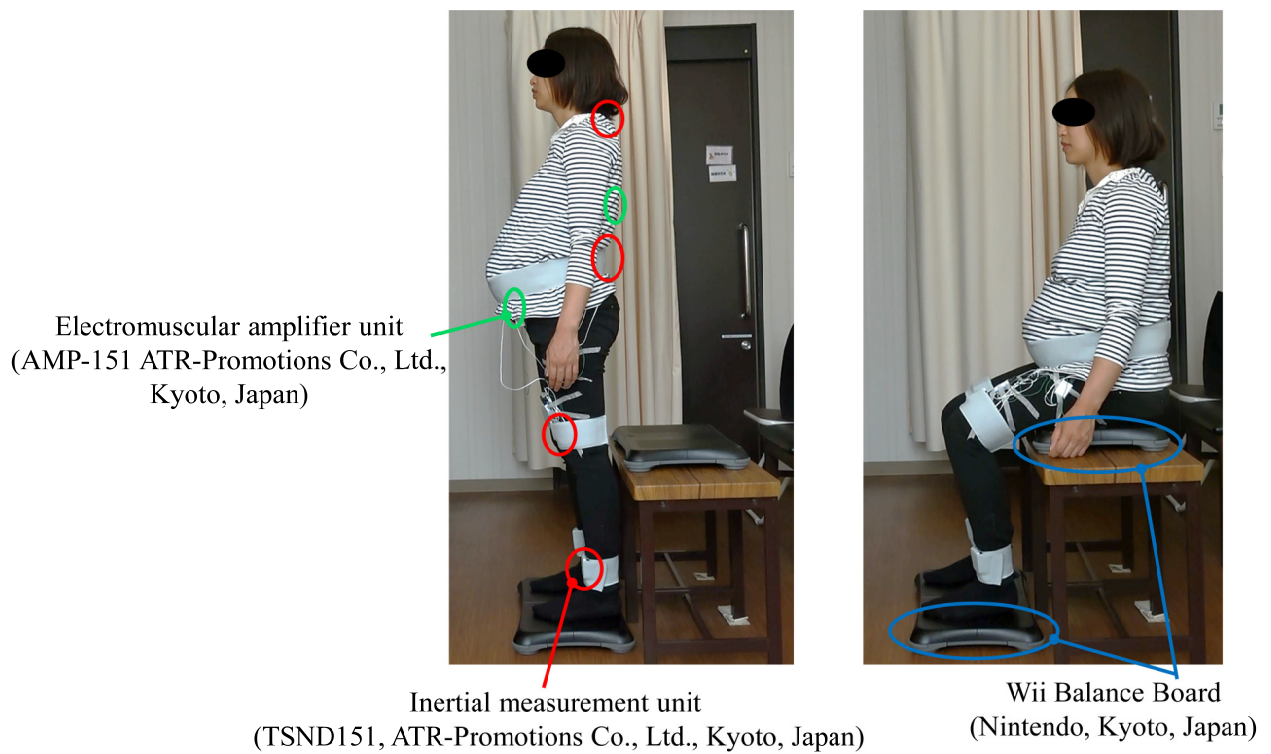 Electromuscular amplifier unit
(AMP-151 ATR-Promotions Co., Ltd.,
Kyoto, Japan)
Inertial measurement unit
(TSND151, ATR-Promotions Co., Ltd., Kyoto, Japan)
Wii Balance Board
(Nintendo, Kyoto, Japan)